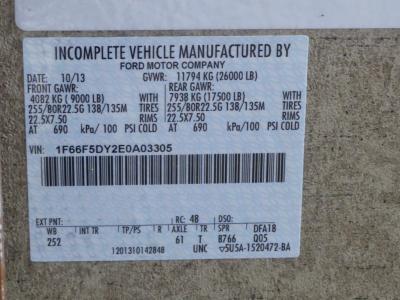 INCOMPLETE VEHICLE MANUFACTURED BY
FORD MOTOR COMPANY
DATE: 10/13 GVWR: 11794 KG (26000 LB)
FRONT GAWR: REAR GAWR:
4082 KG ( 9000 LB) WITH 7938 KG (17500 LB) WITH
255/80R22.5G 138/135M TIRES 255/80R22.5G 138/135M TIRES
22.5X7.50 RIMS 22.5X7.50 RIMS
AT 690 kPa/100 PSI COLD AT 690 kPa/100 PSI COLD
VIN: 1F66F5DY2E0A03305
EXT PNT: RC: 48 DSO:
WB INT TR TP/PS R AXLE TR SPR DFA18
252 61 T 8766 Q05
1201310142848 UNC ▽5U5A-1520472-BA